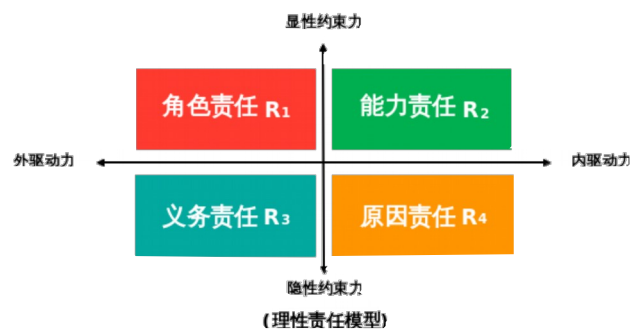 显性约束力
角色责任 R₁
能力责任 R₂
外驱动力
内驱动力
义务责任 R₃
原因责任 R₄
隐性约束力
(理性责任模型)